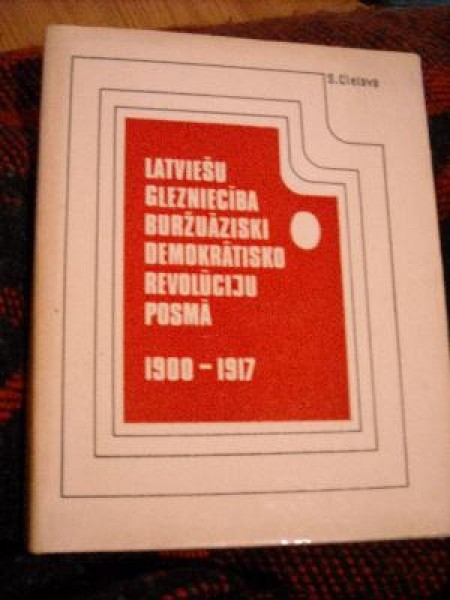 S. Cielava
LATVIEŠU
GLEZNIECĪBA
BURŽUĀZISKI
DEMOKRĀTISKO
REVOLŪCIJU
POSMĀ
1900 – 1917